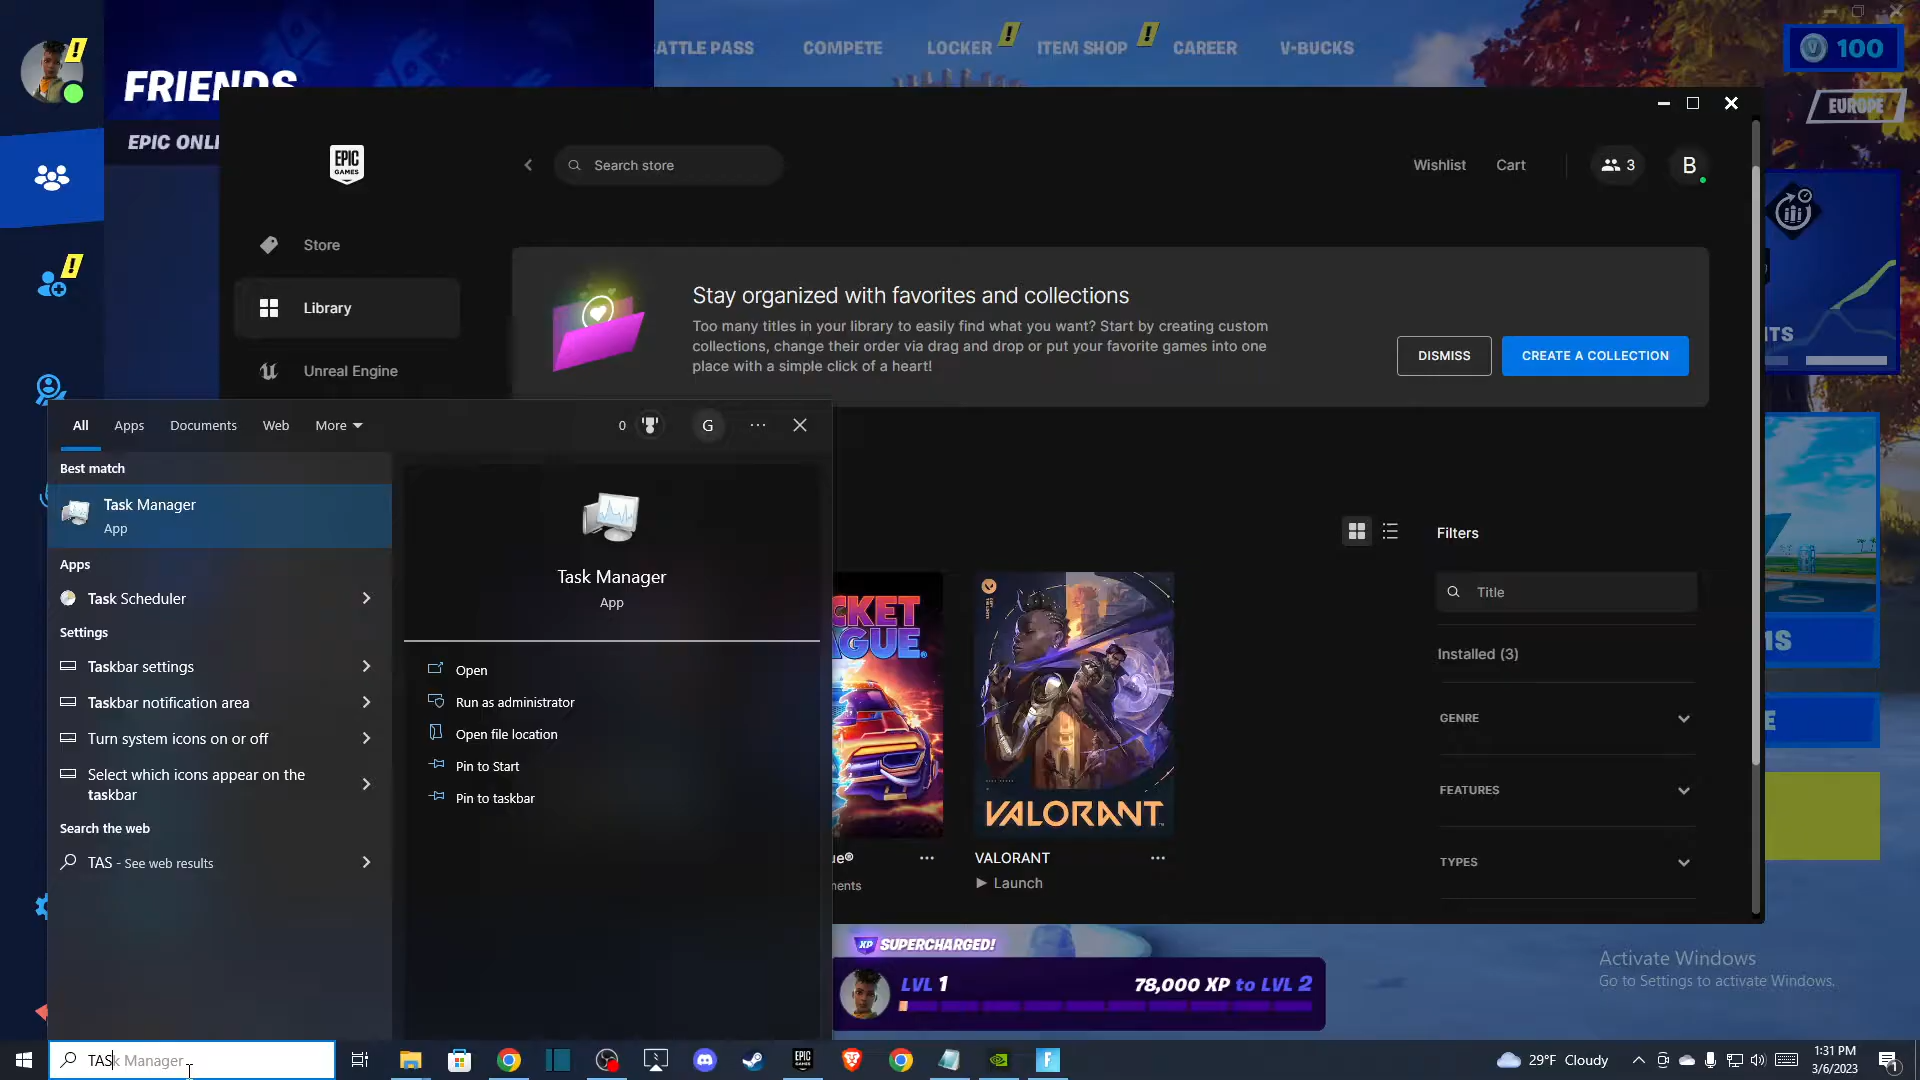 BATTLE PASS
COMPETE
LOCKER
ITEM SHOP
CAREER
V-BUCKS
100
EUROPE
FRIENDS
EPIC ONLI
EPIC
GAMES
Search store
Wishlist
Cart
3
B
Store
Library
Unreal Engine
Stay organized with favorites and collections
Too many titles in your library to easily find what you want? Start by creating custom
collections, change their order via drag and drop or put your favorite games into one
place with a simple click of a heart!
DISMISS
CREATE A COLLECTION
All
Apps
Documents
Web
More
0
G
Best match
Task Manager
App
Apps
Task Scheduler
Settings
Taskbar settings
Taskbar notification area
Turn system icons on or off
Select which icons appear on the
taskbar
Search the web
TAS - See web results
Task Manager
App
Open
Run as administrator
Open file location
Pin to Start
Pin to taskbar
CKET
AGUE
VALORANT
ue®
VALORANT
Launch
Filters
Title
Installed (3)
GENRE
FEATURES
TYPES
XP SUPERCHARGED!
LVL 1
78,000 XP to LVL 2
Activate Windows
Go to Settings to activate Windows.
TASk Manager
29°F Cloudy
1:31 PM
3/6/2023
1